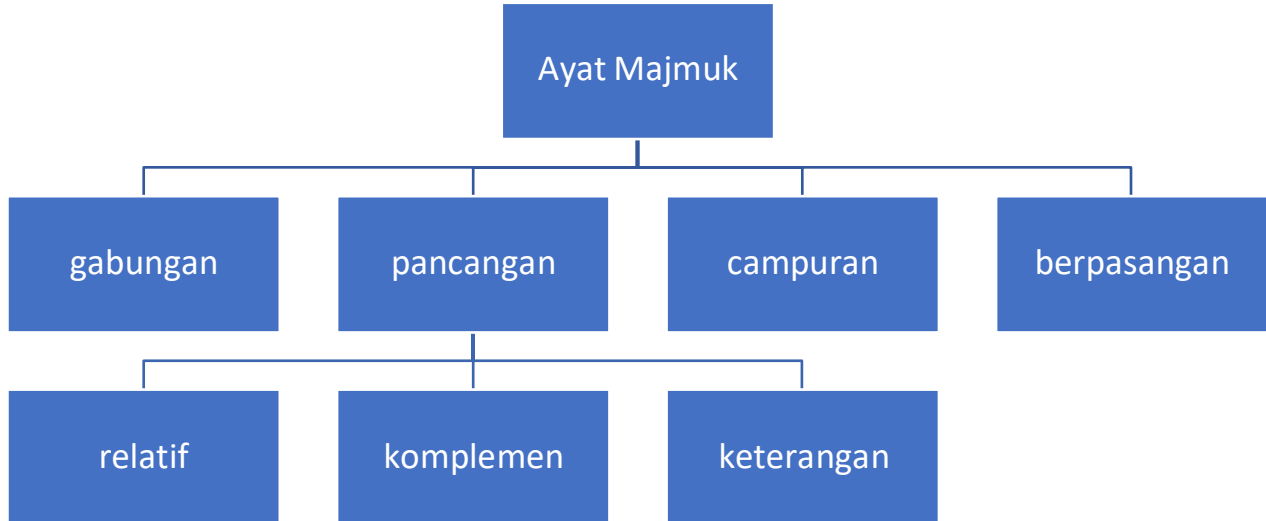 Ayat Majmuk
gabungan
pancangan
campuran
berpasangan
relatif
komplemen
keterangan